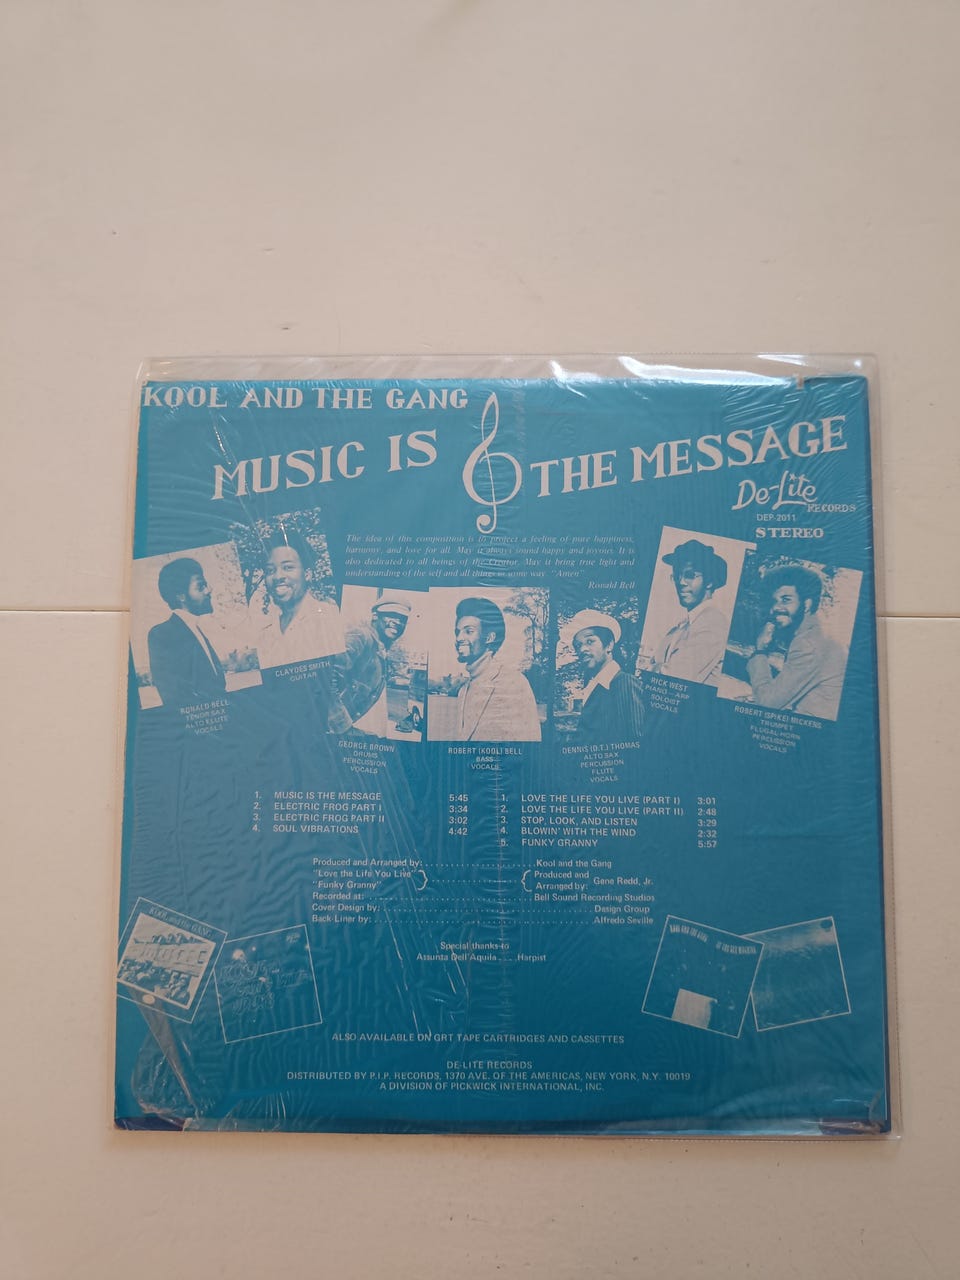 KOOL AND THE GANG
MUSIC IS THE MESSAGE
De-Lite
RECORDS
DEP-2011
STEREO
The idea of this composition is to project a feeling of pure happiness,
harmony, and love for all. May it always sound happy and joyous. It is
also dedicated to all beings of the Creator. May it bring true light and
understanding of the self and all things in some way. "Amen"
Ronald Bell
RONALD BELL
TENOR SAX
ALTO FLUTE
VOCALS
CLAYDES SMITH
GUITAR
GEORGE BROWN
DRUMS
PERCUSSION
VOCALS
ROBERT (KOOL) BELL
BASS
VOCALS
DENNIS (D.T.) THOMAS
ALTO SAX
PERCUSSION
FLUTE
VOCALS
RICK WEST
PIANO — ARP
SOLOIST
VOCALS
ROBERT (SPIKE) MICKENS
TRUMPET
FLUGAL-HORN
PERCUSSION
VOCALS
1. MUSIC IS THE MESSAGE 5:45
2. ELECTRIC FROG PART I 3:34
3. ELECTRIC FROG PART II 3:02
4. SOUL VIBRATIONS 4:42
1. LOVE THE LIFE YOU LIVE (PART I) 3:01
2. LOVE THE LIFE YOU LIVE (PART II) 2:48
3. STOP, LOOK, AND LISTEN 3:29
4. BLOWIN' WITH THE WIND 2:32
5. FUNKY GRANNY 5:57
Produced and Arranged by: Kool and the Gang
"Love the Life You Live"
"Funky Granny"
Produced and
Arranged by: Gene Redd, Jr.
Recorded at: Bell Sound Recording Studios
Cover Design by: Design Group
Back Liner by: Alfredo Seville
Special thanks to
Assunta Dell'Aquila . . . . Harpist
KOOL and the GANG
ALSO AVAILABLE ON GRT TAPE CARTRIDGES AND CASSETTES
DE-LITE RECORDS
DISTRIBUTED BY P.I.P. RECORDS, 1370 AVE. OF THE AMERICAS, NEW YORK, N.Y. 10019
A DIVISION OF PICKWICK INTERNATIONAL, INC.